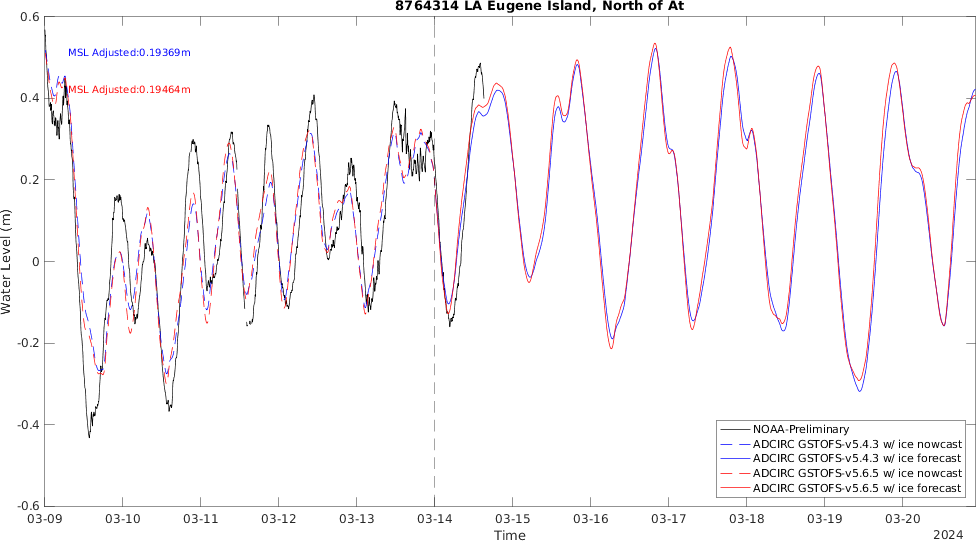 8764314 LA Eugene Island, North of At
MSL Adjusted:0.19369m
MSL Adjusted:0.19464m
Water Level (m)
0.6
0.4
0.2
0
-0.2
-0.4
-0.6
NOAA-Preliminary
ADCIRC GSTOFS-v5.4.3 w/ ice nowcast
ADCIRC GSTOFS-v5.4.3 w/ ice forecast
ADCIRC GSTOFS-v5.6.5 w/ ice nowcast
ADCIRC GSTOFS-v5.6.5 w/ ice forecast
03-09 03-10 03-11 03-12 03-13 03-14 03-15 03-16 03-17 03-18 03-19 03-20
Time
2024